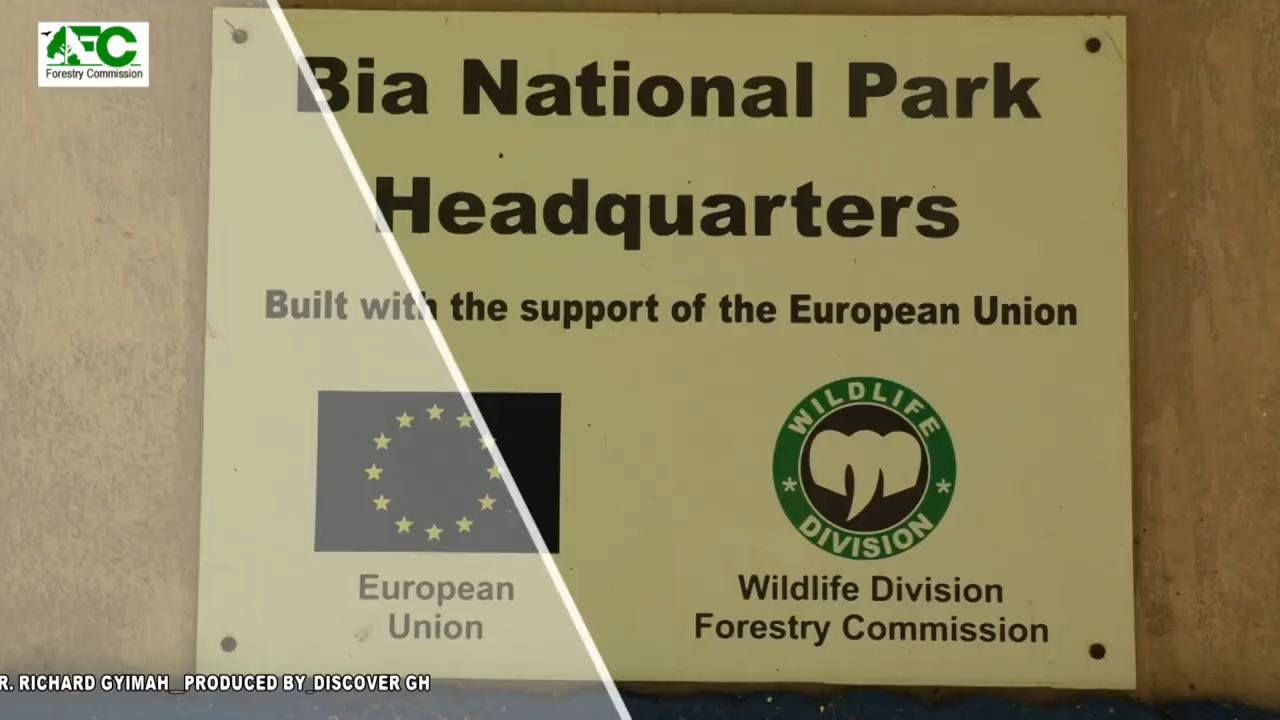 FC
Forestry Commission
Bia National Park
Headquarters
Built with the support of the European Union
WILDLIFE
DIVISION
European
Union
Wildlife Division
Forestry Commission
R. RICHARD GYIMAH_PRODUCED BY_DISCOVER GH